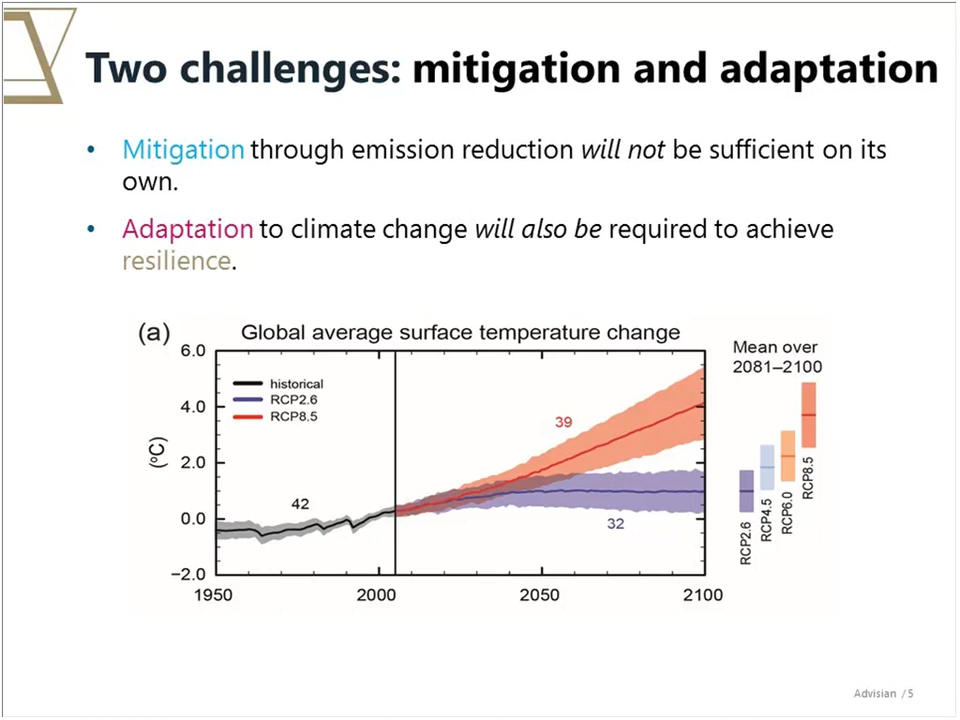 Two challenges: mitigation and adaptation
• Mitigation through emission reduction will not be sufficient on its
own.
• Adaptation to climate change will also be required to achieve
resilience.
(a)
Global average surface temperature change
Mean over
2081–2100
6.0
4.0
2.0
0.0
−2.0
(°C)
historical
RCP2.6
RCP8.5
42
39
32
1950
2000
2050
2100
RCP2.6
RCP4.5
RCP6.0
RCP8.5
Advisian / 5